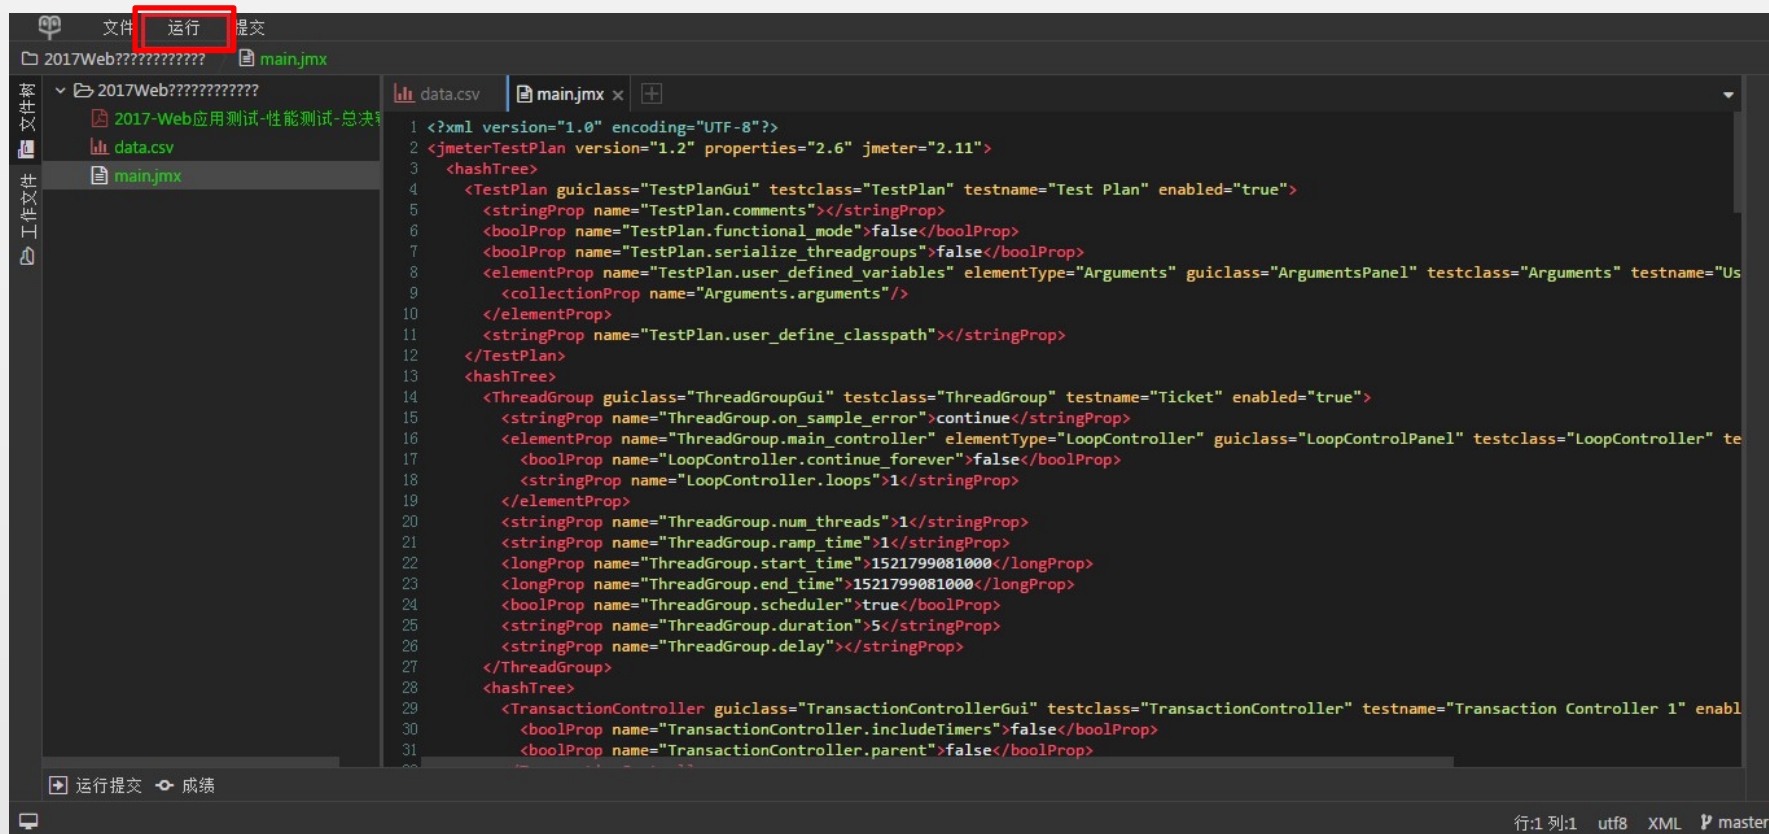 文件 运行 提交
2017Web???????????? main.jmx
文件树
工作文件
2017Web????????????
2017-Web应用测试-性能测试-总决
data.csv
main.jmx
data.csv main.jmx ×
1 <?xml version="1.0" encoding="UTF-8"?>
2 <jmeterTestPlan version="1.2" properties="2.6" jmeter="2.11">
3 <hashTree>
4 <TestPlan guiclass="TestPlanGui" testclass="TestPlan" testname="Test Plan" enabled="true">
5 <stringProp name="TestPlan.comments"></stringProp>
6 <boolProp name="TestPlan.functional_mode">false</boolProp>
7 <boolProp name="TestPlan.serialize_threadgroups">false</boolProp>
8 <elementProp name="TestPlan.user_defined_variables" elementType="Arguments" guiclass="ArgumentsPanel" testclass="Arguments" testname="Us
9 <collectionProp name="Arguments.arguments"/>
10 </elementProp>
11 <stringProp name="TestPlan.user_define_classpath"></stringProp>
12 </TestPlan>
13 <hashTree>
14 <ThreadGroup guiclass="ThreadGroupGui" testclass="ThreadGroup" testname="Ticket" enabled="true">
15 <stringProp name="ThreadGroup.on_sample_error">continue</stringProp>
16 <elementProp name="ThreadGroup.main_controller" elementType="LoopController" guiclass="LoopControlPanel" testclass="LoopController" te
17 <boolProp name="LoopController.continue_forever">false</boolProp>
18 <stringProp name="LoopController.loops">1</stringProp>
19 </elementProp>
20 <stringProp name="ThreadGroup.num_threads">1</stringProp>
21 <stringProp name="ThreadGroup.ramp_time">1</stringProp>
22 <longProp name="ThreadGroup.start_time">1521799081000</longProp>
23 <longProp name="ThreadGroup.end_time">1521799081000</longProp>
24 <boolProp name="ThreadGroup.scheduler">true</boolProp>
25 <stringProp name="ThreadGroup.duration">5</stringProp>
26 <stringProp name="ThreadGroup.delay"></stringProp>
27 </ThreadGroup>
28 <hashTree>
29 <TransactionController guiclass="TransactionControllerGui" testclass="TransactionController" testname="Transaction Controller 1" enabl
30 <boolProp name="TransactionController.includeTimers">false</boolProp>
31 <boolProp name="TransactionController.parent">false</boolProp>
运行提交 成绩
行:1 列:1 utf8 XML master